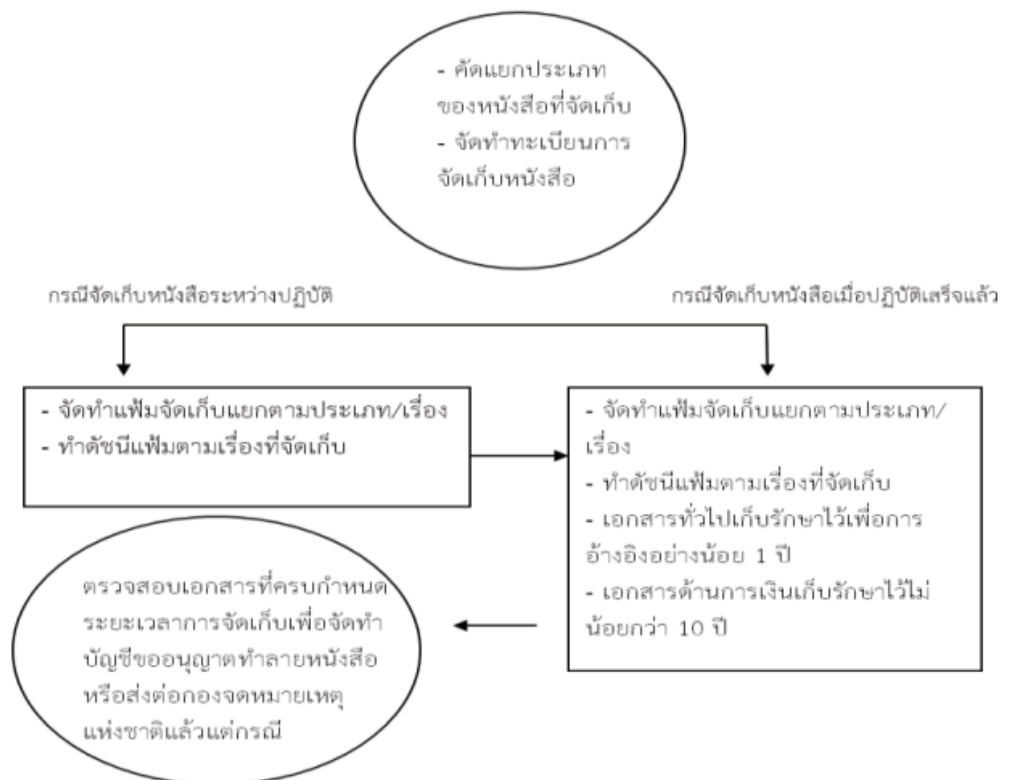 - คัดแยกประเภท
ของหนังสือที่จัดเก็บ
- จัดทำทะเบียนการ
จัดเก็บหนังสือ
กรณีจัดเก็บหนังสือระหว่างปฏิบัติ
กรณีจัดเก็บหนังสือเมื่อปฏิบัติเสร็จแล้ว
- จัดทำแฟ้มจัดเก็บแยกตามประเภท/เรื่อง
- ทำดัชนีแฟ้มตามเรื่องที่จัดเก็บ
- จัดทำแฟ้มจัดเก็บแยกตามประเภท/
เรื่อง
- ทำดัชนีแฟ้มตามเรื่องที่จัดเก็บ
- เอกสารทั่วไปเก็บรักษาไว้เพื่อการ
อ้างอิงอย่างน้อย 1 ปี
- เอกสารด้านการเงินเก็บรักษาไว้ไม่
น้อยกว่า 10 ปี
ตรวจสอบเอกสารที่ครบกำหนด
ระยะเวลาการจัดเก็บเพื่อจัดทำ
บัญชีขออนุญาตทำลายหนังสือ
หรือส่งต่อกองจดหมายเหตุ
แห่งชาติแล้วแต่กรณี